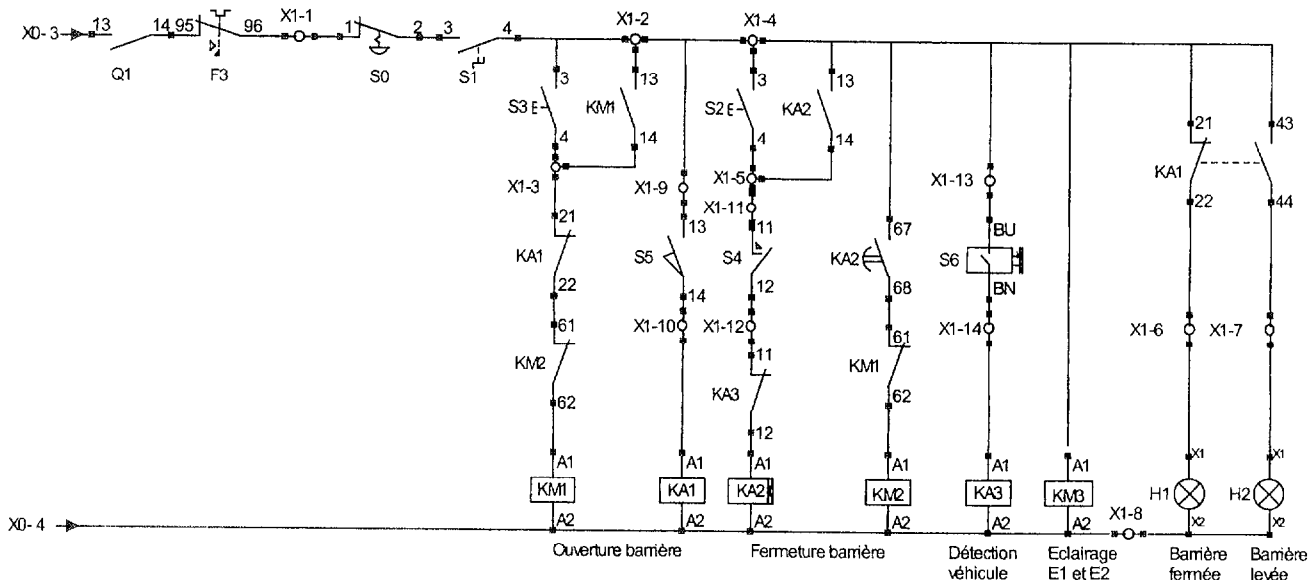 X1-1 X1-2 X1-4
X0-3 13 14 95 96 1 2 3 4
Q1 F3 S0 S1
3 13 3 13
S3 E KM1 S2 E KA2 21 43
4 14 4 14
KA1
X1-3 X1-9 X1-5 X1-13 22 44
X1-11
21 13 11 67 BU
KA1 S5 S4 KA2 S6
22 14 12 68 BN
61 X1-10 X1-12 61 X1-14 X1-6 X1-7
KM2 11 KM1
KA3
62 12 62
A1 A1 A1 A1 A1 A1 X1 X1
KM1 KA1 KA2 KM2 KA3 KM3 H1 H2
A2 A2 A2 A2 A2 A2 X1-8 X2 X2
X0-4
Ouverture barrière Fermeture barrière Détection Eclairage Barrière Barrière
véhicule E1 et E2 fermée levée